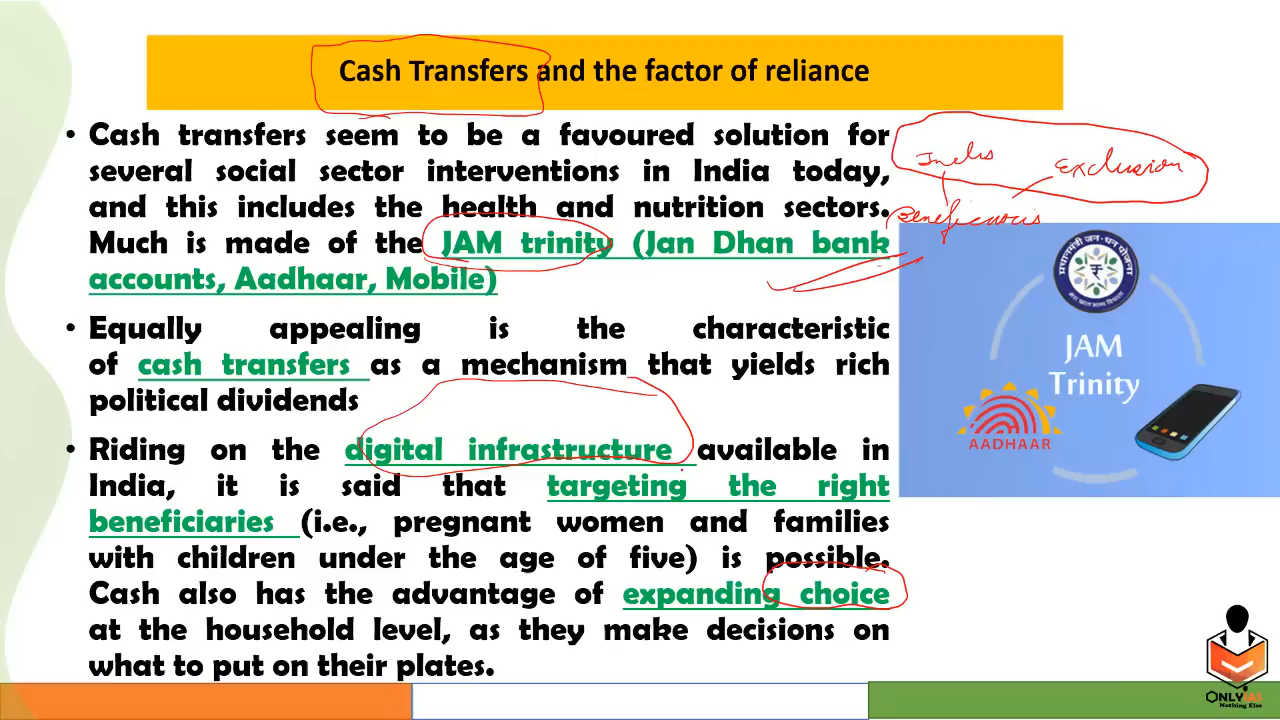 Cash Transfers and the factor of reliance
• Cash transfers seem to be a favoured solution for
several social sector interventions in India today,
and this includes the health and nutrition sectors.
Much is made of the JAM trinity (Jan Dhan bank
accounts, Aadhaar, Mobile)
• Equally appealing is the characteristic
of cash transfers as a mechanism that yields rich
political dividends
• Riding on the digital infrastructure available in
India, it is said that targeting the right
beneficiaries (i.e., pregnant women and families
with children under the age of five) is possible.
Cash also has the advantage of expanding choice
at the household level, as they make decisions on
what to put on their plates.
Exclusion
प्रधानमंत्री जन-धन योजना
JAM
Trinity
AADHAAR
ONLYIAS
Nothing Else